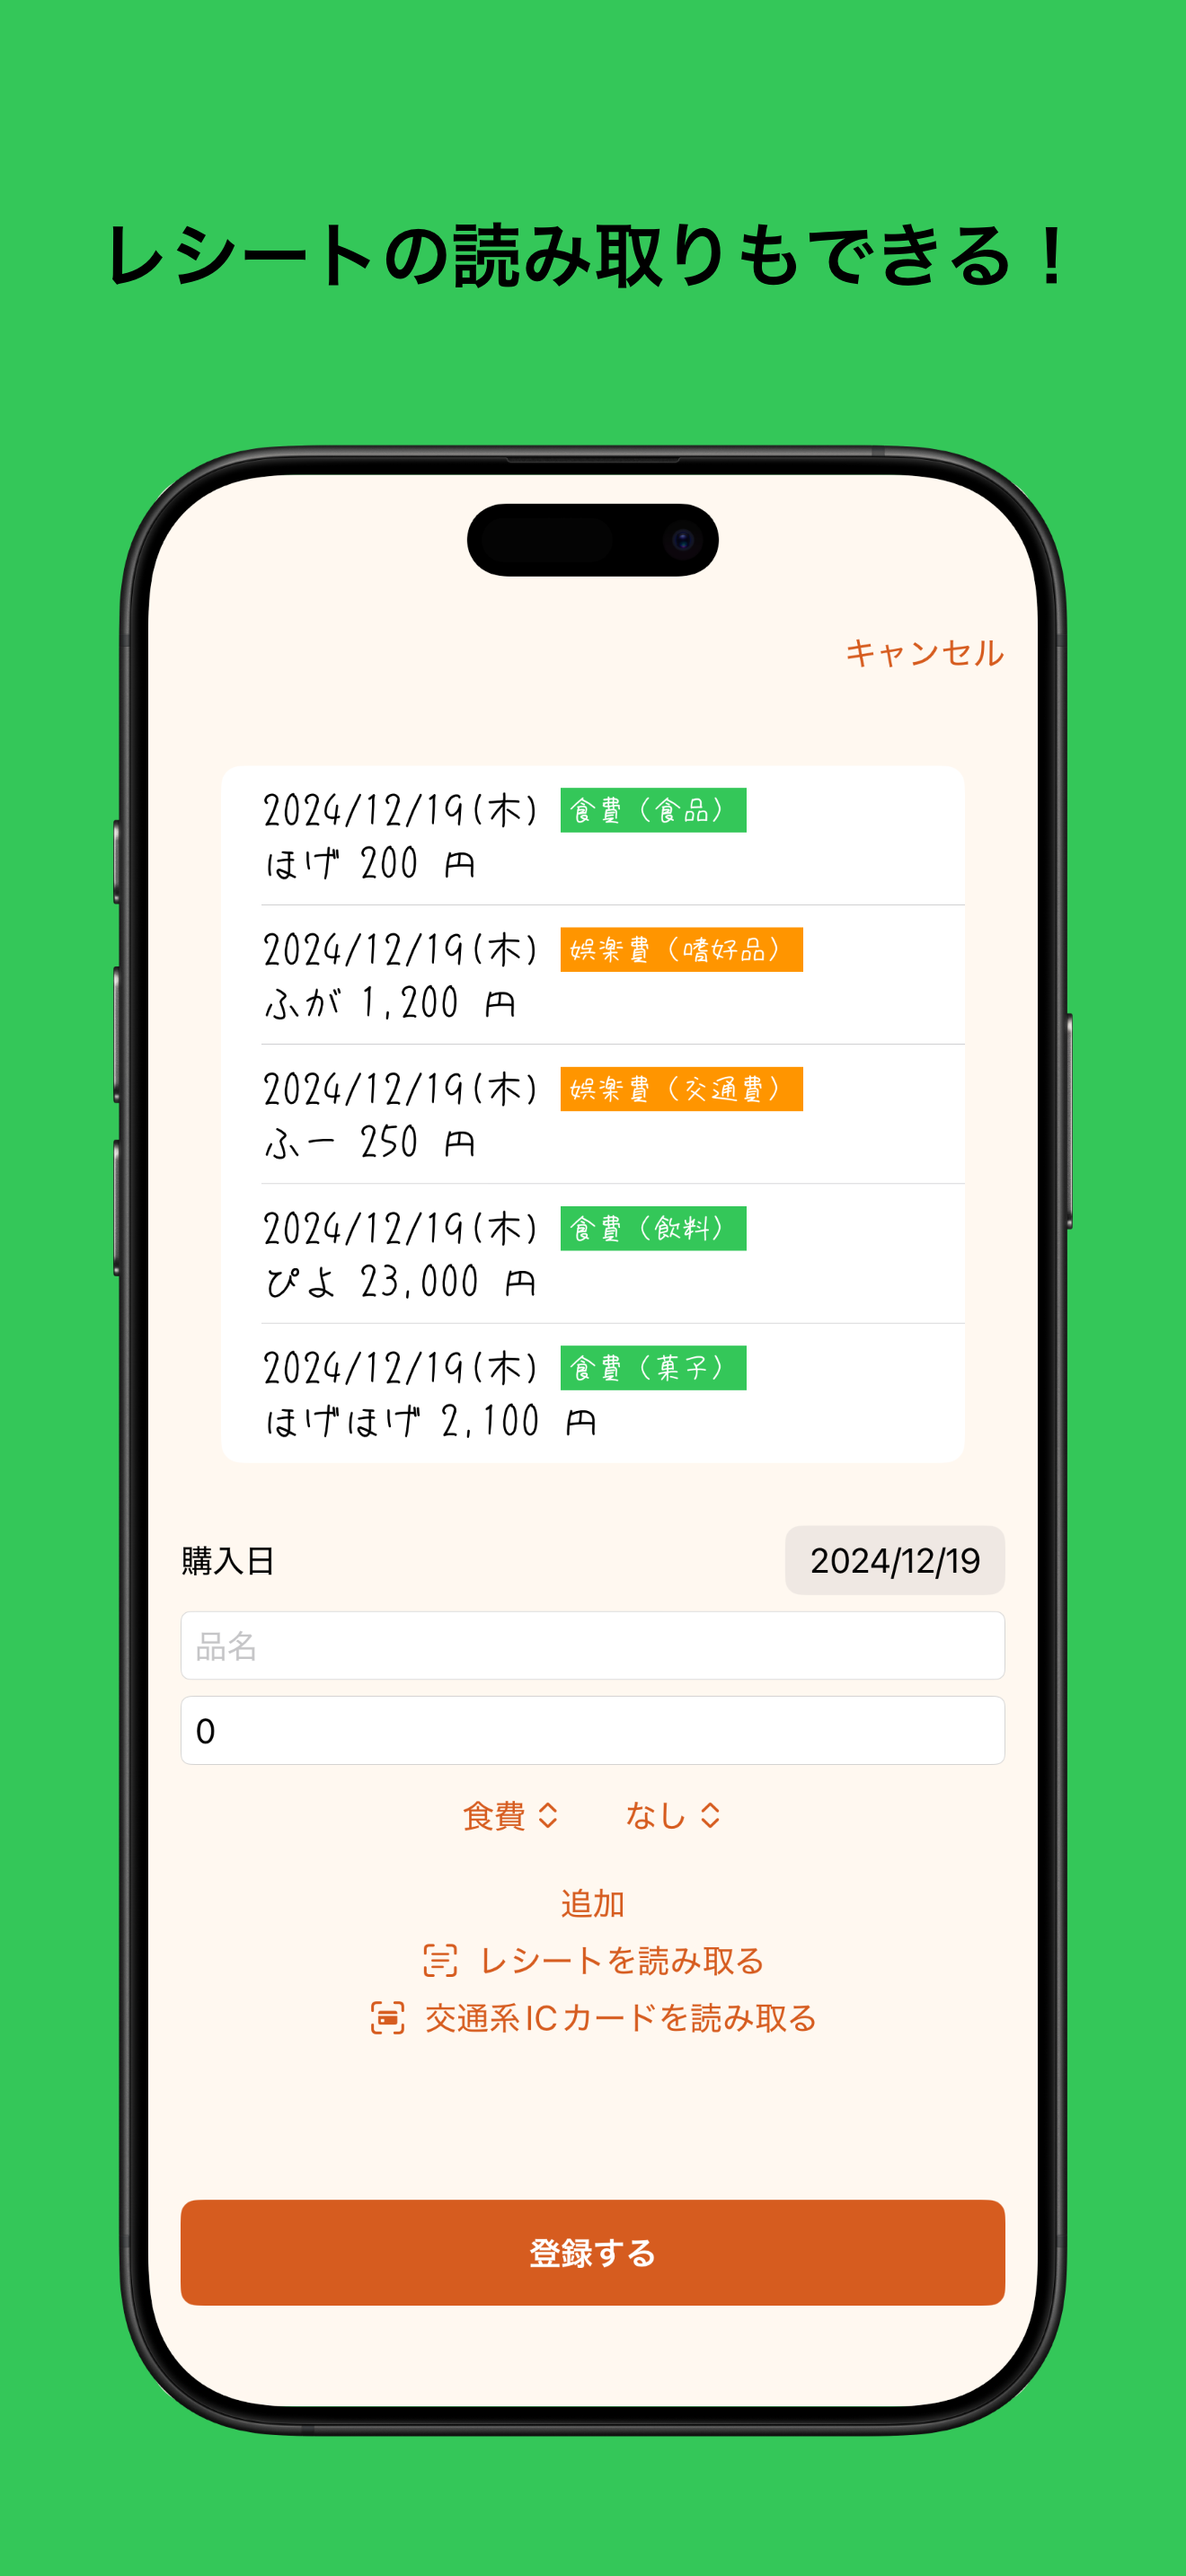 レシートの読み取りもできる！
キャンセル
2024/12/19(木) 食費（食品）
ほげ 200 円
2024/12/19(木) 娯楽費（嗜好品）
ふが 1,200 円
2024/12/19(木) 娯楽費（交通費）
ふー 250 円
2024/12/19(木) 食費（飲料）
ぴよ 23,000 円
2024/12/19(木) 食費（菓子）
ほげほげ 2,100 円
購入日 2024/12/19
品名
0
食費 なし
追加
レシートを読み取る
交通系ICカードを読み取る
登録する